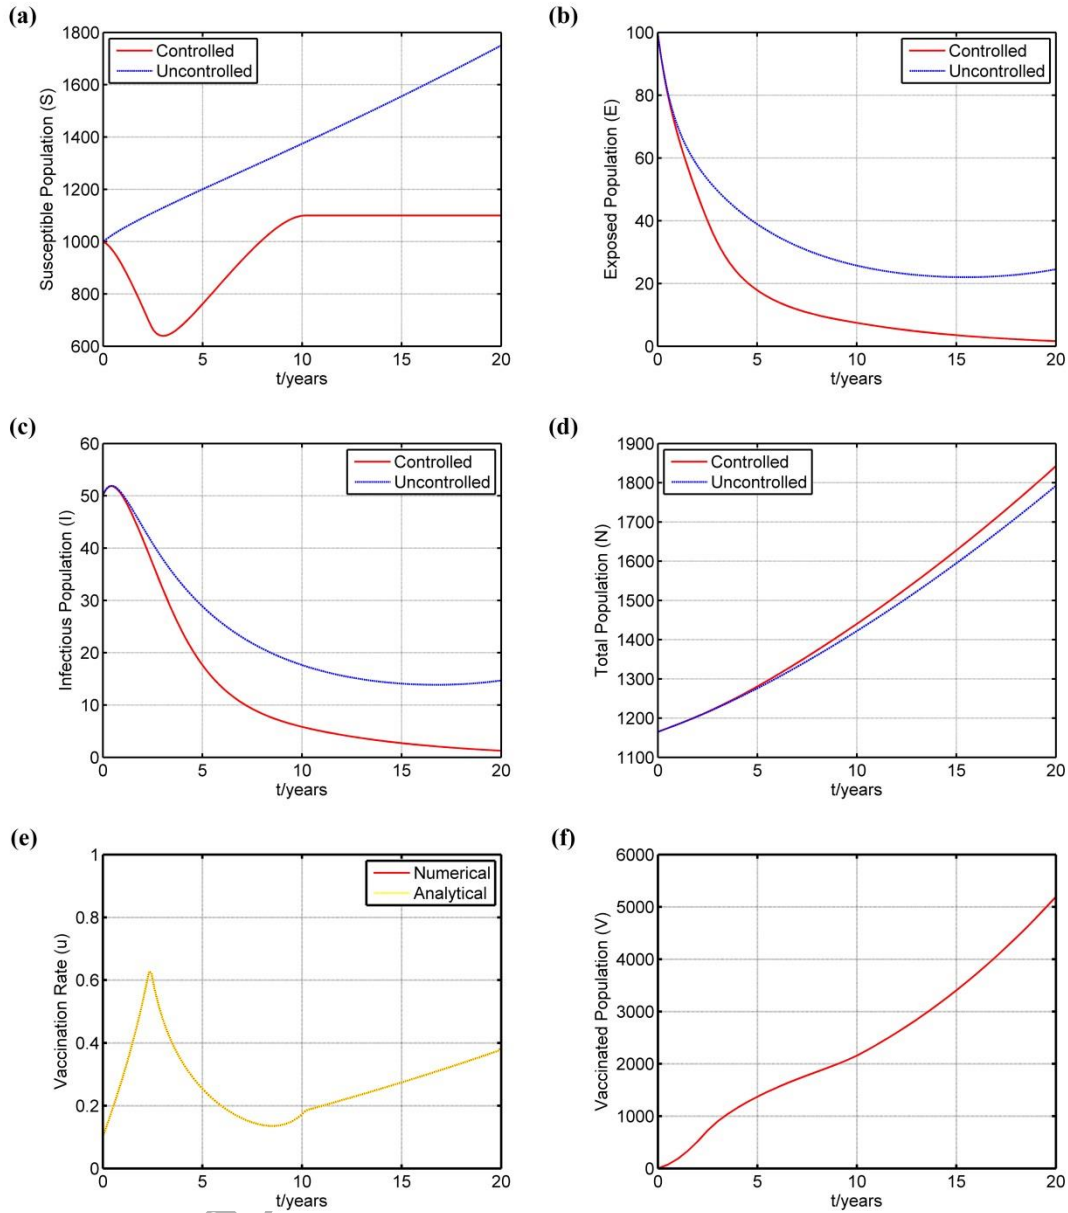 (a)
1800
1600
1400
1200
1000
800
600
Susceptible Population (S)
Controlled
Uncontrolled
0 5 10 15 20
t/years
(b)
100
80
60
40
20
0
Exposed Population (E)
Controlled
Uncontrolled
0 5 10 15 20
t/years
(c)
60
50
40
30
20
10
0
Infectious Population (I)
Controlled
Uncontrolled
0 5 10 15 20
t/years
(d)
1900
1800
1700
1600
1500
1400
1300
1200
1100
Total Population (N)
Controlled
Uncontrolled
0 5 10 15 20
t/years
(e)
1
0.8
0.6
0.4
0.2
0
Vaccination Rate (u)
Numerical
Analytical
0 5 10 15 20
t/years
(f)
6000
5000
4000
3000
2000
1000
0
Vaccinated Population (V)
0 5 10 15 20
t/years